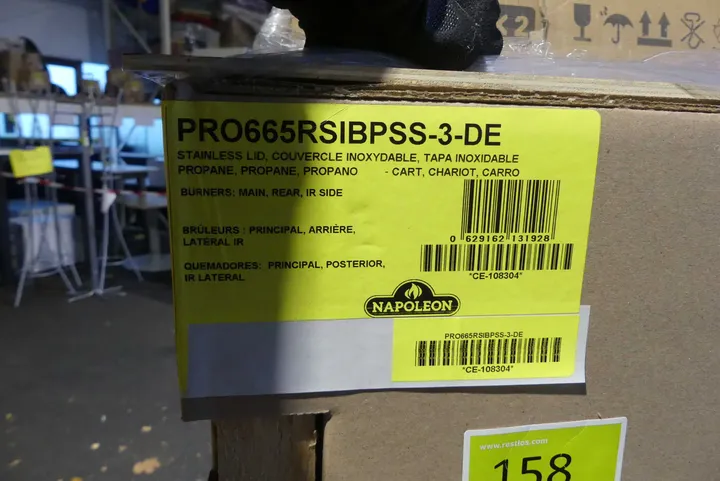 <2
PRO665RSIBPSS-3-DE
STAINLESS LID, COUVERCLE INOXYDABLE, TAPA INOXIDABLE
PROPANE, PROPANE, PROPANO - CART, CHARIOT, CARRO
BURNERS: MAIN, REAR, IR SIDE
BRÛLEURS : PRINCIPAL, ARRIÈRE,
LATÉRAL IR
QUEMADORES: PRINCIPAL, POSTERIOR,
IR LATERAL
0 629162 131928
*CE-108304*
NAPOLEON
PRO665RSIBPSS-3-DE
*CE-108304*
www.restlos.com
158